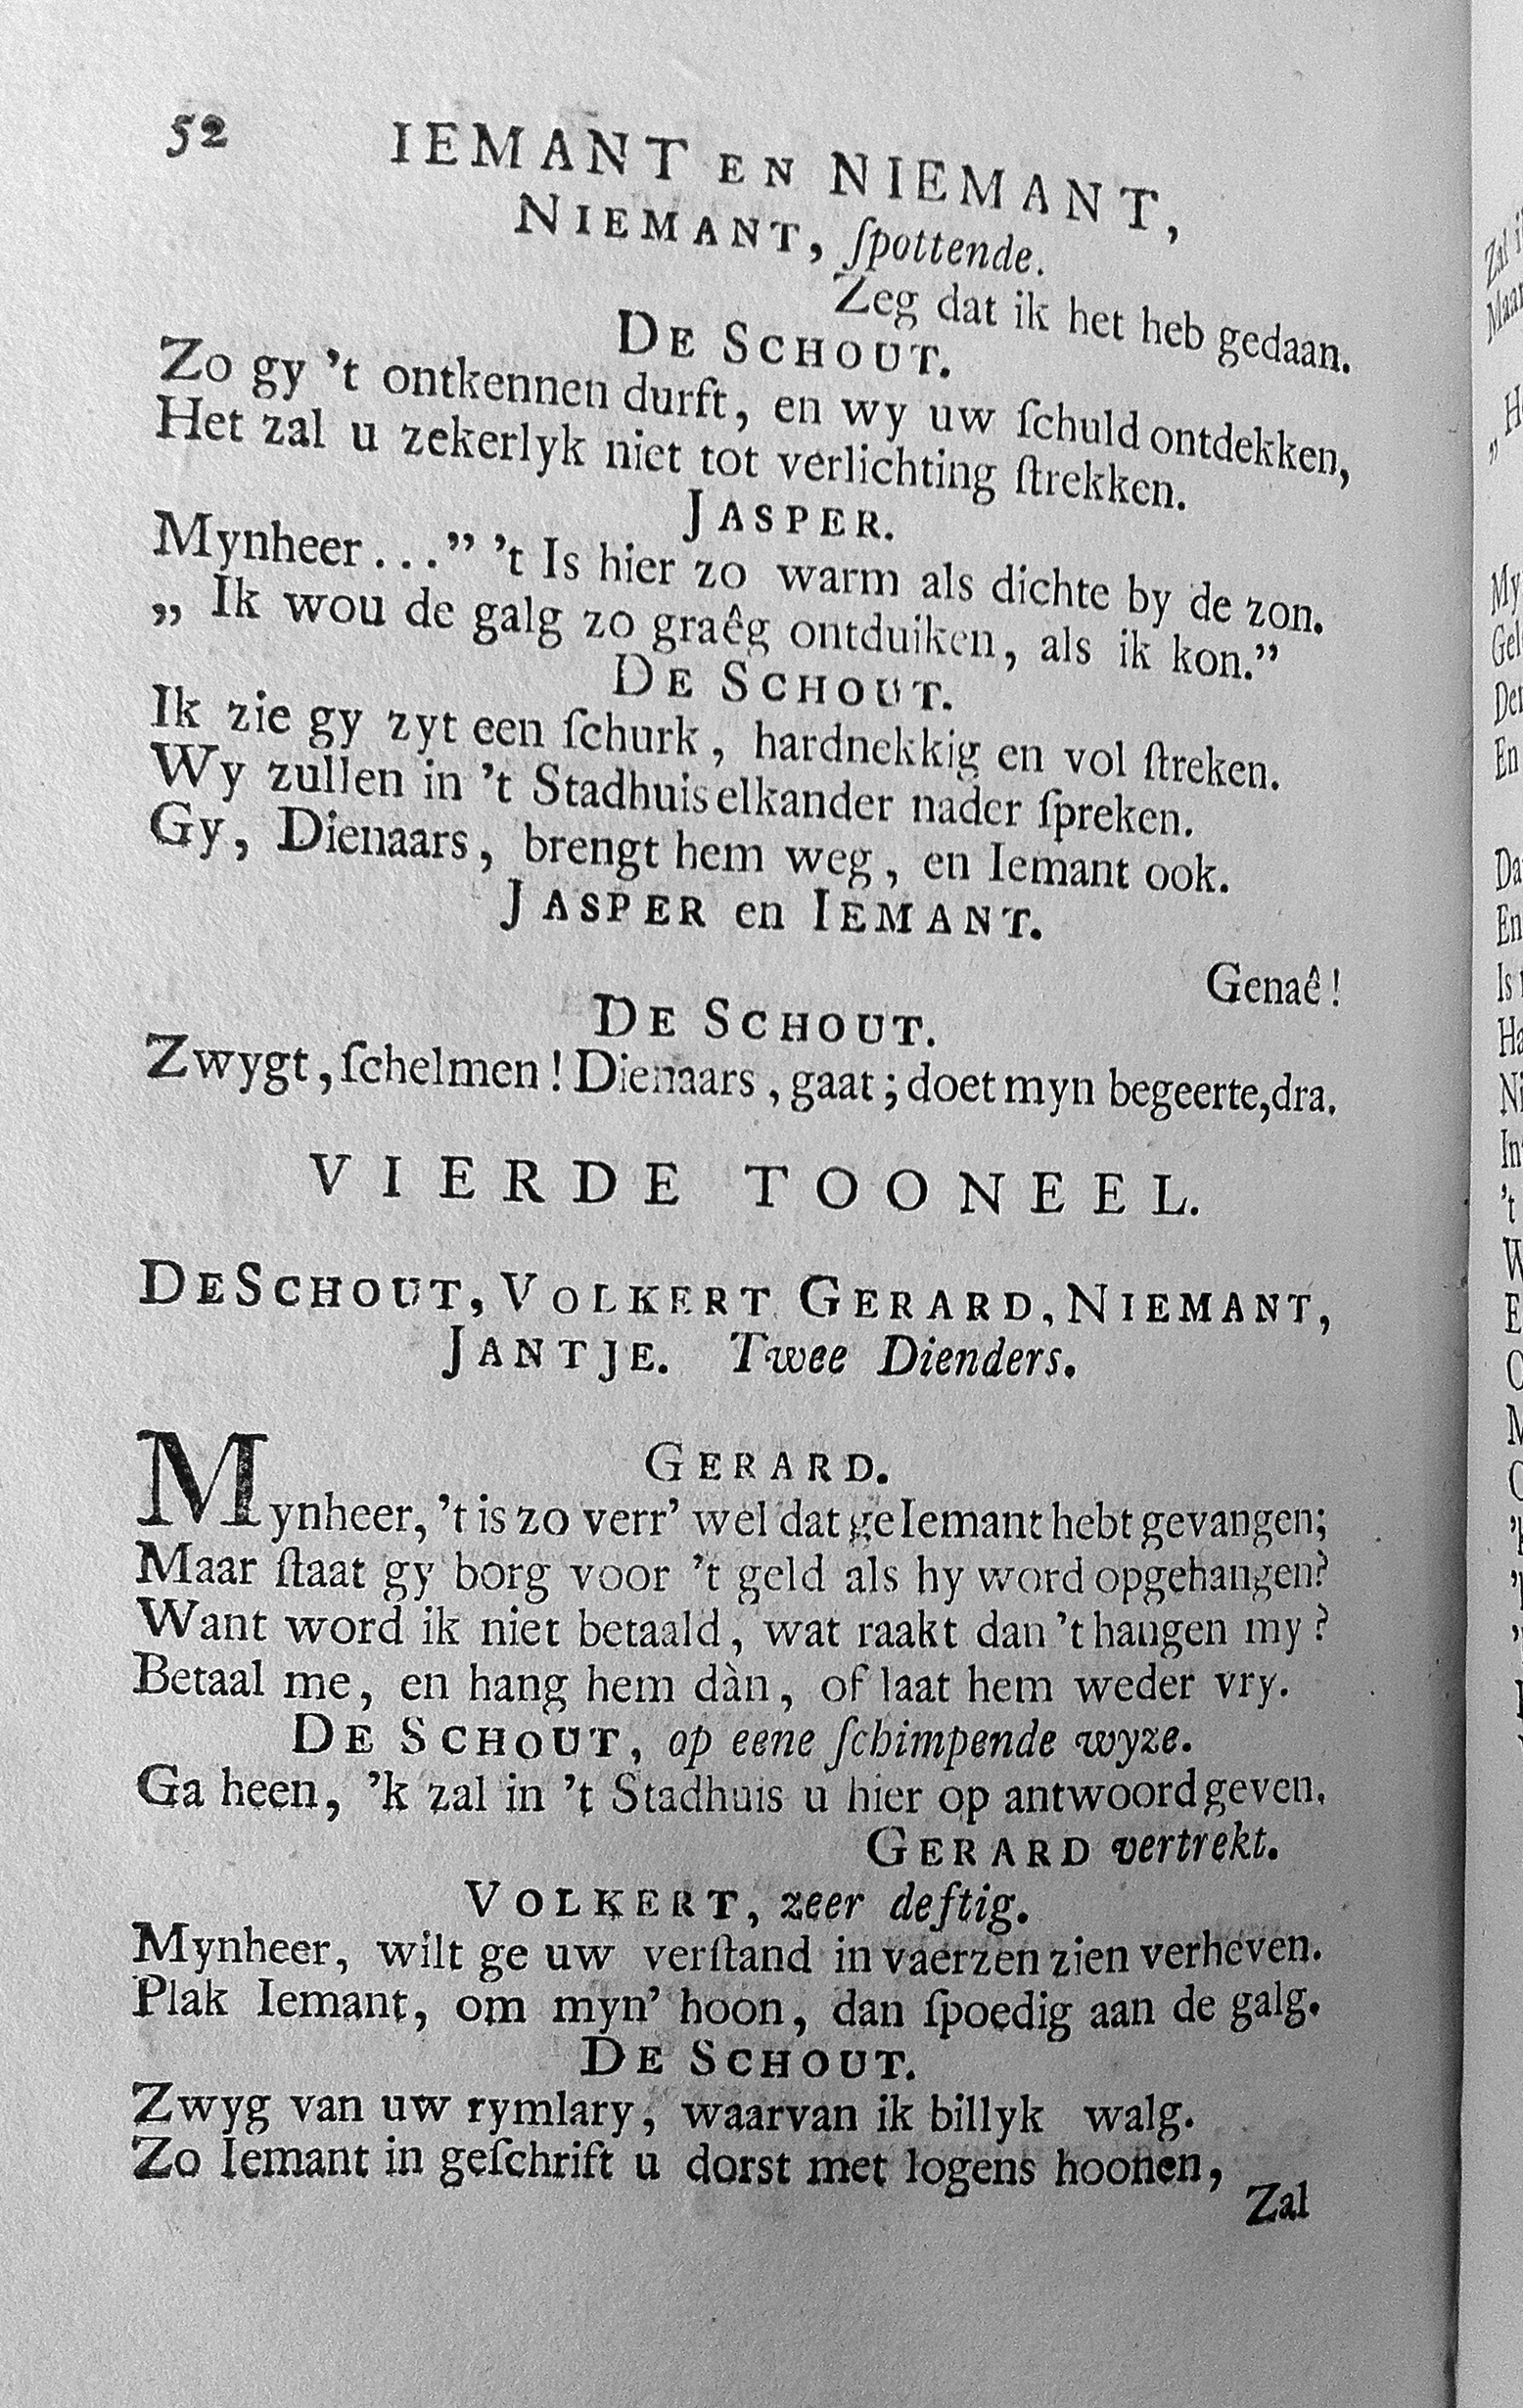 52 IEMANT EN NIEMANT,
NIEMANT, ſpottende.
Zeg dat ik het heb gedaan.
DE SCHOUT.
Zo gy ’t ontkennen durft, en wy uw ſchuld ontdekken,
Het zal u zekerlyk niet tot verlichting ſtrekken.
JASPER.
Mynheer...” ’t Is hier zo warm als dichte by de zon.
„ Ik wou de galg zo graêg ontduiken, als ik kon.”
DE SCHOUT.
Ik zie gy zyt een ſchurk, hardnekkig en vol ſtreken.
Wy zullen in ’t Stadhuis elkander nader ſpreken.
Gy, Dienaars, brengt hem weg, en Iemant ook.
JASPER en IEMANT.
Genaê!
DE SCHOUT.
Zwygt, ſchelmen! Dienaars, gaat; doet myn begeerte, dra.
VIERDE TOONEEL.
DE SCHOUT, VOLKERT GERARD, NIEMANT,
JANTJE. Twee Dienders.
GERARD.
Mynheer, ’t is zo verr’ wel dat ge Iemant hebt gevangen;
Maar ſtaat gy borg voor ’t geld als hy word opgehangen?
Want word ik niet betaald, wat raakt dan ’t hangen my?
Betaal me, en hang hem dàn, of laat hem weder vry.
DE SCHOUT, op eene ſchimpende wyze.
Ga heen, ’k zal in ’t Stadhuis u hier op antwoord geven.
GERARD vertrekt.
VOLKERT, zeer deftig.
Mynheer, wilt ge uw verſtand in vaerzen zien verheven.
Plak Iemant, om myn’ hoon, dan ſpoedig aan de galg.
DE SCHOUT.
Zwyg van uw rymlary, waarvan ik billyk walg.
Zo Iemant in geſchrift u dorst met logens hoonen,
Zal